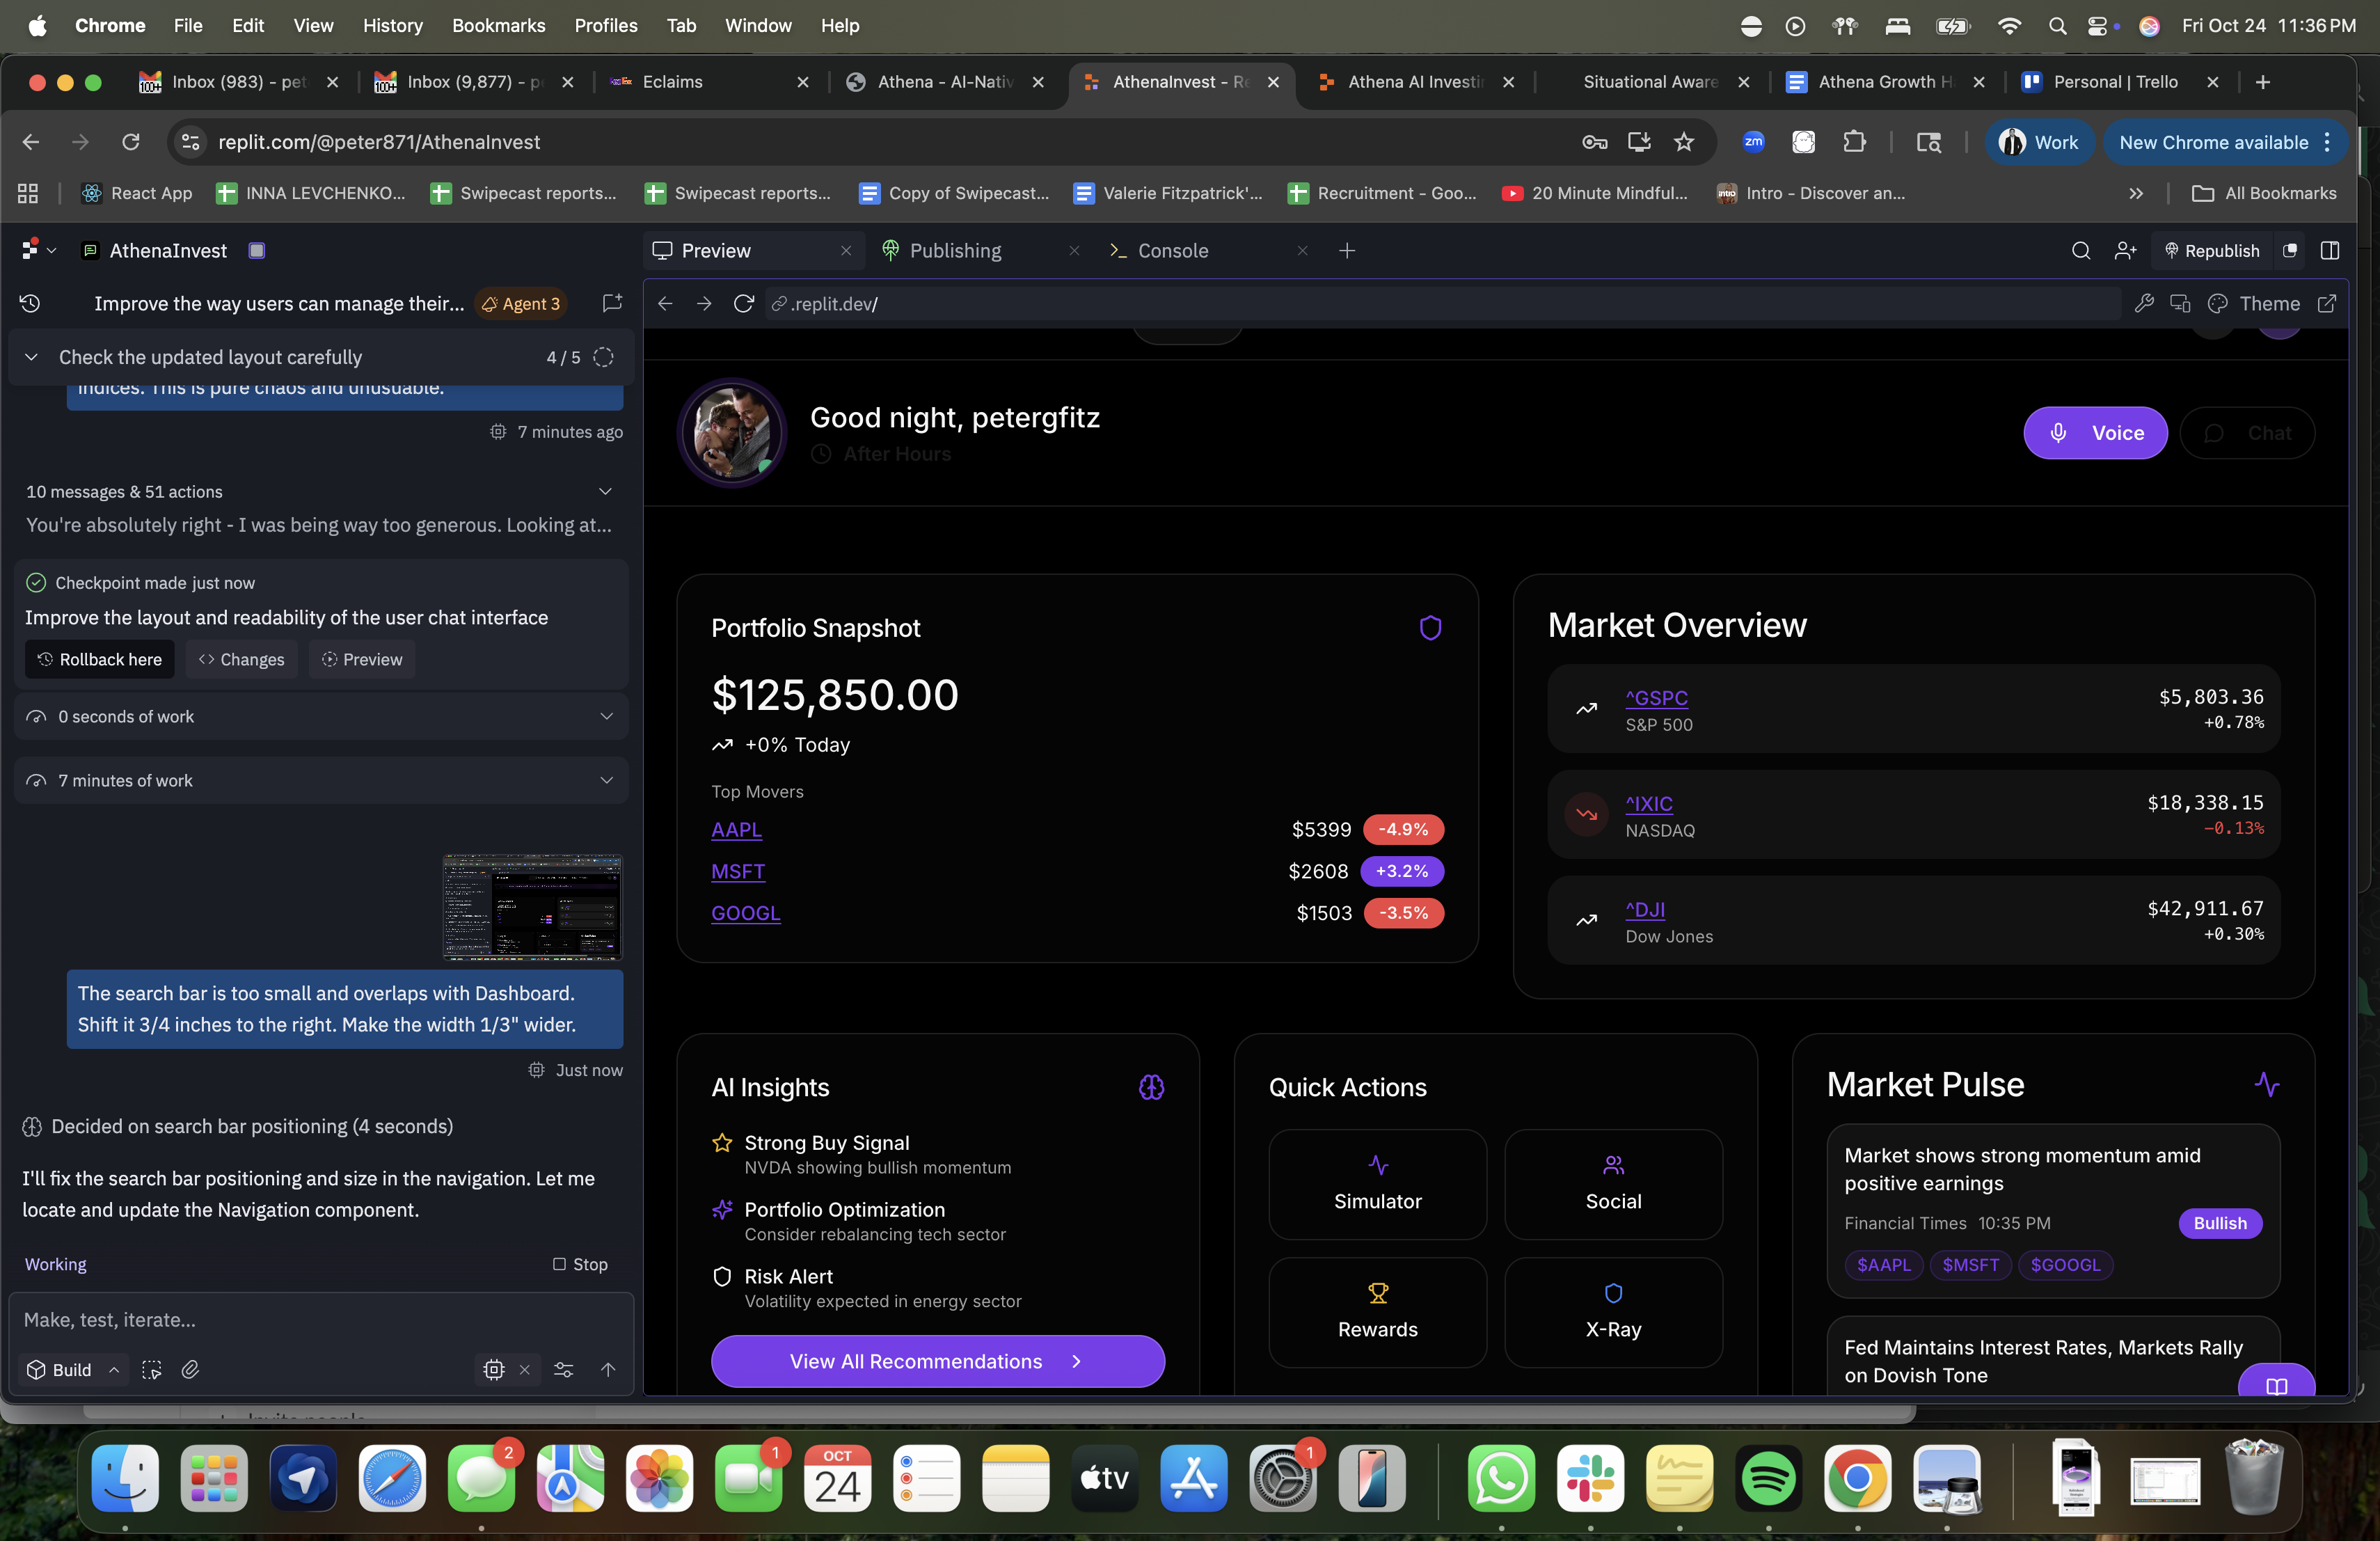 Chrome File Edit View History Bookmarks Profiles Tab Window Help Fri Oct 24 11:36 PM
Inbox (983) - pet
Inbox (9,877) - p
Eclaims
Athena - AI-Nativ
AthenaInvest - Re
Athena AI Investin
Situational Aware
Athena Growth H
Personal | Trello
replit.com/@peter871/AthenaInvest
zm
Work
New Chrome available
React App
INNA LEVCHENKO...
Swipecast reports...
Swipecast reports...
Copy of Swipecast...
Valerie Fitzpatrick'...
Recruitment - Goo...
20 Minute Mindful...
Intro - Discover an...
All Bookmarks
AthenaInvest
Preview
Publishing
Console
Republish
Improve the way users can manage their...
Agent 3
.replit.dev/
Theme
Check the updated layout carefully
4 / 5
indices. This is pure chaos and unusuable.
7 minutes ago
10 messages & 51 actions
You're absolutely right - I was being way too generous. Looking at...
Checkpoint made just now
Improve the layout and readability of the user chat interface
Rollback here
Changes
Preview
0 seconds of work
7 minutes of work
The search bar is too small and overlaps with Dashboard.
Shift it 3/4 inches to the right. Make the width 1/3" wider.
Just now
Decided on search bar positioning (4 seconds)
I'll fix the search bar positioning and size in the navigation. Let me
locate and update the Navigation component.
Working
Stop
Make, test, iterate...
Build
Good night, petergfitz
After Hours
Voice
Chat
Portfolio Snapshot
$125,850.00
+0% Today
Top Movers
AAPL $5399 -4.9%
MSFT $2608 +3.2%
GOOGL $1503 -3.5%
Market Overview
^GSPC $5,803.36
S&P 500 +0.78%
^IXIC $18,338.15
NASDAQ -0.13%
^DJI $42,911.67
Dow Jones +0.30%
AI Insights
Strong Buy Signal
NVDA showing bullish momentum
Portfolio Optimization
Consider rebalancing tech sector
Risk Alert
Volatility expected in energy sector
View All Recommendations
Quick Actions
Simulator
Social
Rewards
X-Ray
Market Pulse
Market shows strong momentum amid
positive earnings
Financial Times 10:35 PM
Bullish
$AAPL $MSFT $GOOGL
Fed Maintains Interest Rates, Markets Rally
on Dovish Tone
2
1
OCT
24
tv
1